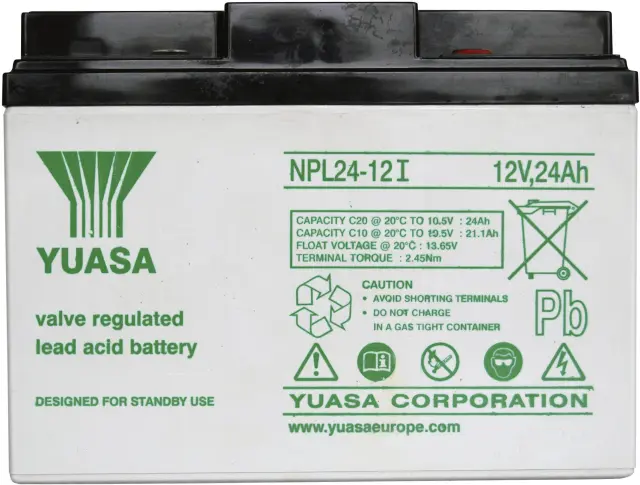 NPL24-12 I 12V,24Ah
YUASA
CAPACITY C20 @ 20°C TO 10.5V : 24Ah
CAPACITY C10 @ 20°C TO 10.5V : 21.1Ah
FLOAT VOLTAGE @ 20°C : 13.65V
TERMINAL TORQUE : 2.45Nm
valve regulated
lead acid battery
CAUTION
• AVOID SHORTING TERMINALS
• DO NOT CHARGE
IN A GAS TIGHT CONTAINER
Pb
DESIGNED FOR STANDBY USE
YUASA CORPORATION
www.yuasaeurope.com